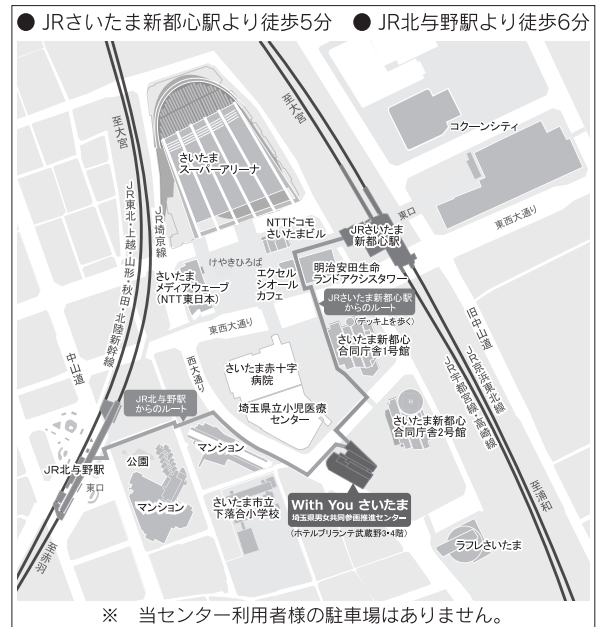 ● JRさいたま新都心駅より徒歩5分　● JR北与野駅より徒歩6分
至大宮
至大宮
コクーンシティ
さいたま
スーパーアリーナ
JR東北・上越・山形・秋田・北陸新幹線
JR埼京線
NTTドコモ
さいたまビル
JRさいたま
新都心駅
東口
東西大通り
けやきひろば
さいたま
メディアウェーブ
(NTT東日本)
エクセル
シオール
カフェ
明治安田生命
ランドアクシスタワー
JRさいたま新都心駅
からのルート
(デッキ上を歩く)
東西大通り
中山道
西大通り
さいたま赤十字
病院
さいたま新都心
合同庁舎1号館
旧中山道
JR京浜東北線
JR宇都宮線・高崎線
JR北与野駅
からのルート
埼玉県立小児医療
センター
さいたま新都心
合同庁舎2号館
マンション
公園
JR北与野駅
東口
マンション
さいたま市立
下落合小学校
With You さいたま
埼玉県男女共同参画推進センター
(ホテルブリランテ武蔵野3・4階)
至浦和
ラフレさいたま
至赤羽
※　当センター利用者様の駐車場はありません。